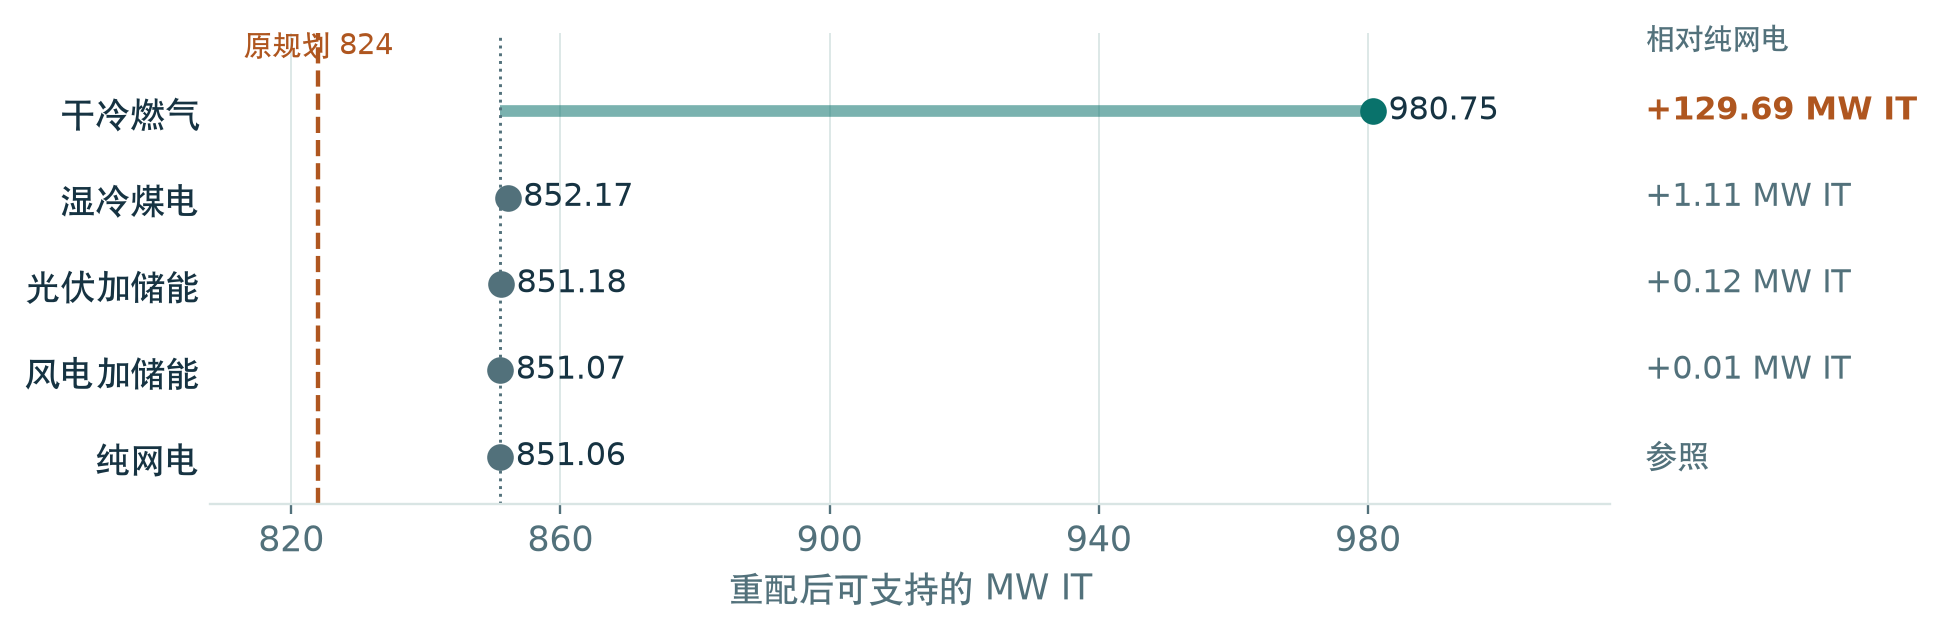 原规划 824
相对纯网电
干冷燃气 980.75 +129.69 MW IT
湿冷煤电 852.17 +1.11 MW IT
光伏加储能 851.18 +0.12 MW IT
风电加储能 851.07 +0.01 MW IT
纯网电 851.06 参照
820 860 900 940 980
重配后可支持的 MW IT